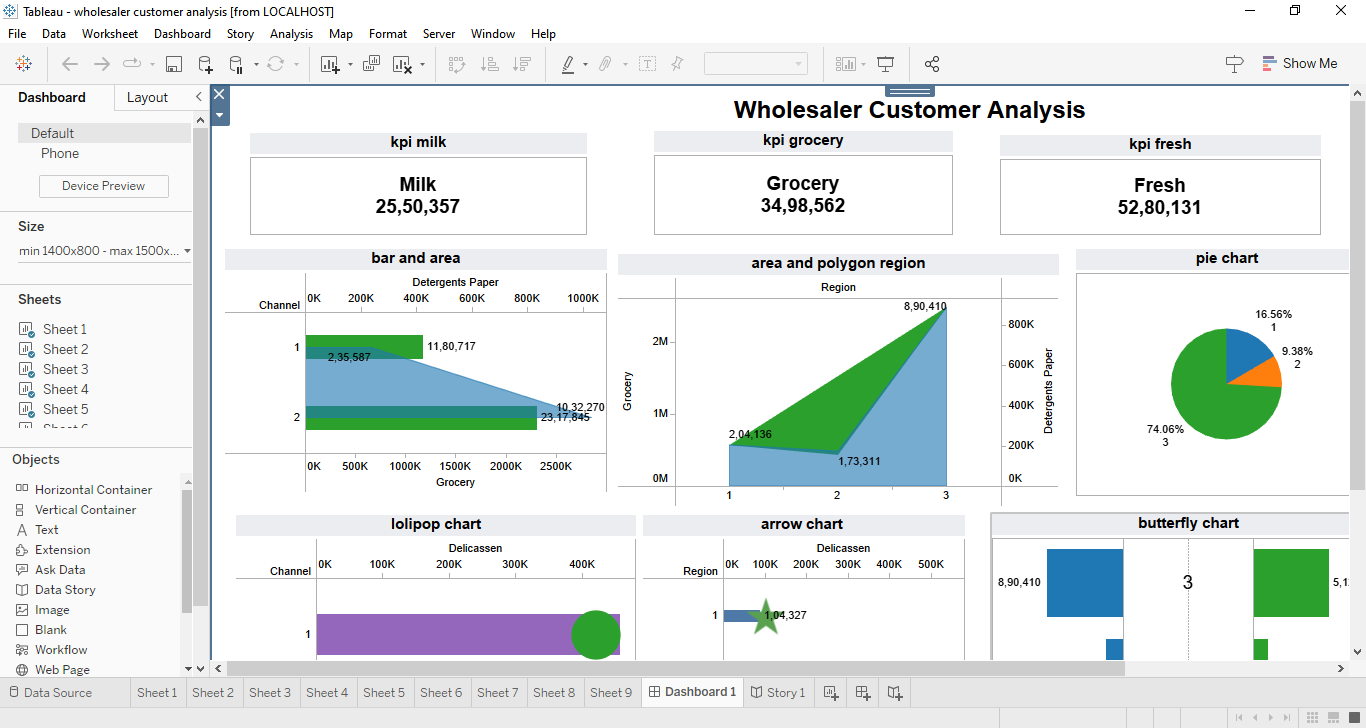 Tableau - wholesaler customer analysis [from LOCALHOST]
File Data Worksheet Dashboard Story Analysis Map Format Server Window Help
Show Me
Dashboard Layout
Default
Phone
Device Preview
Size
min 1400x800 - max 1500x...
Sheets
Sheet 1
Sheet 2
Sheet 3
Sheet 4
Sheet 5
Objects
Horizontal Container
Vertical Container
Text
Extension
Ask Data
Data Story
Image
Blank
Workflow
Web Page
Wholesaler Customer Analysis
kpi milk
Milk
25,50,357
kpi grocery
Grocery
34,98,562
kpi fresh
Fresh
52,80,131
bar and area
Detergents Paper
Channel 0K 200K 400K 600K 800K 1000K
1 11,80,717
2,35,587
10,32,270
2 23,17,845
0K 500K 1000K 1500K 2000K 2500K
Grocery
area and polygon region
Region
8,90,410
2M
1M
0M
Grocery
2,04,136
1,73,311
800K
600K
400K
200K
0K
Detergents Paper
1 2 3
pie chart
16.56%
1
9.38%
2
74.06%
3
lolipop chart
Delicassen
Channel 0K 100K 200K 300K 400K
1
arrow chart
Delicassen
Region 0K 100K 200K 300K 400K 500K
1 1,04,327
butterfly chart
8,90,410 3
Data Source Sheet 1 Sheet 2 Sheet 3 Sheet 4 Sheet 5 Sheet 6 Sheet 7 Sheet 8 Sheet 9 Dashboard 1 Story 1